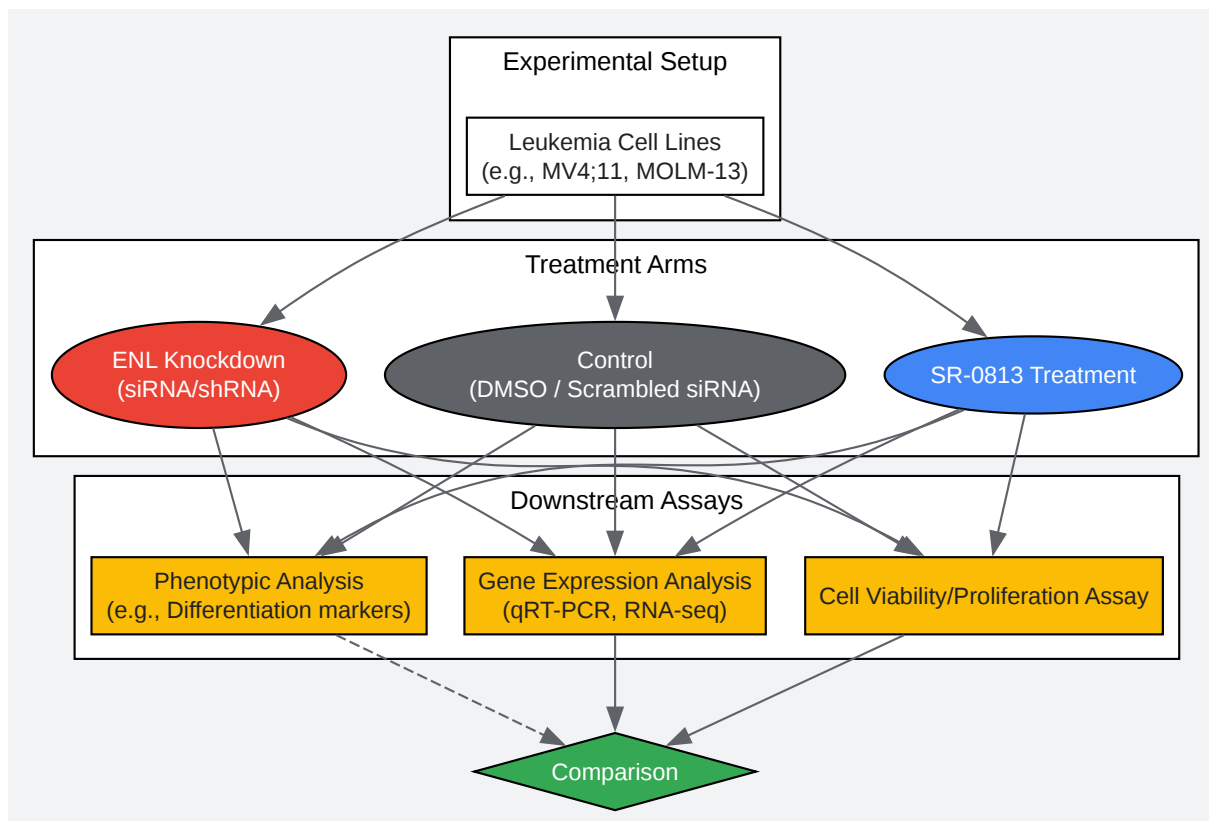 Experimental Setup
Leukemia Cell Lines
(e.g., MV4;11, MOLM-13)
Treatment Arms
ENL Knockdown
(siRNA/shRNA)
Control
(DMSO / Scrambled siRNA)
SR-0813 Treatment
Downstream Assays
Phenotypic Analysis
(e.g., Differentiation markers)
Gene Expression Analysis
(qRT-PCR, RNA-seq)
Cell Viability/Proliferation Assay
Comparison